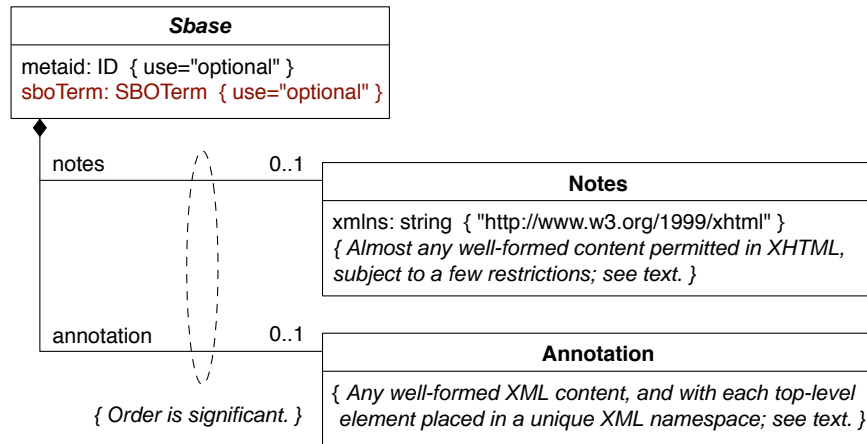 Sbase
metaid: ID { use="optional" }
sboTerm: SBOTerm { use="optional" }
notes
0..1
Notes
xmlns: string { "http://www.w3.org/1999/xhtml" }
{ Almost any well-formed content permitted in XHTML,
subject to a few restrictions; see text. }
annotation
0..1
Annotation
{ Any well-formed XML content, and with each top-level
element placed in a unique XML namespace; see text. }
{ Order is significant. }